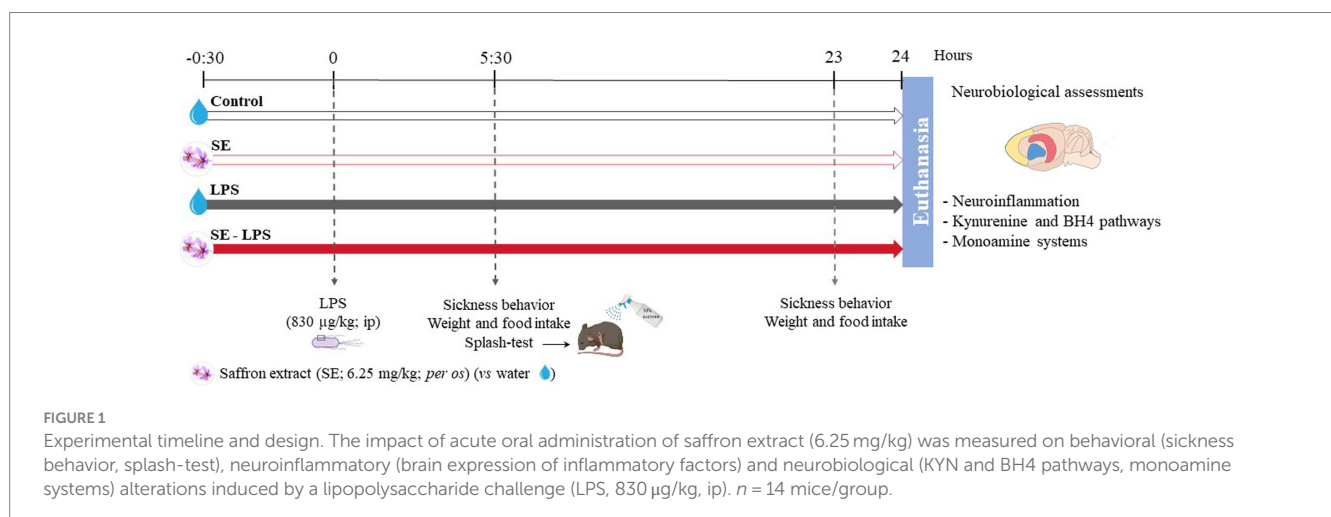 -0:30 0 5:30 23 24 Hours
Control
SE
LPS
SE - LPS
Euthanasia
Neurobiological assessments
- Neuroinflammation
- Kynurenine and BH4 pathways
- Monoamine systems
LPS
(830 µg/kg; ip)
Sickness behavior
Weight and food intake
Splash-test
Sickness behavior
Weight and food intake
Saffron extract (SE; 6.25 mg/kg; per os) (vs water )
FIGURE 1
Experimental timeline and design. The impact of acute oral administration of saffron extract (6.25 mg/kg) was measured on behavioral (sickness
behavior, splash-test), neuroinflammatory (brain expression of inflammatory factors) and neurobiological (KYN and BH4 pathways, monoamine
systems) alterations induced by a lipopolysaccharide challenge (LPS, 830 µg/kg, ip). n = 14 mice/group.